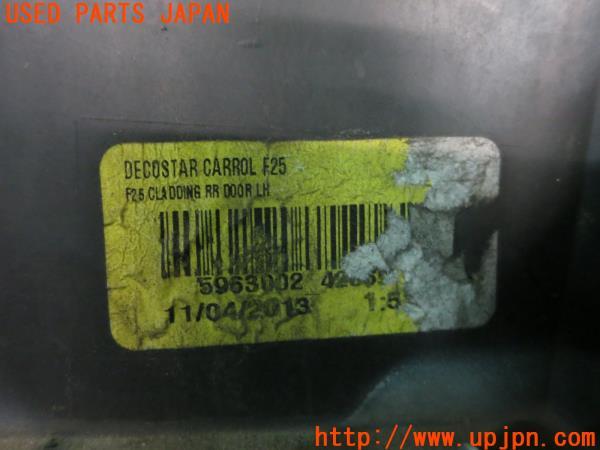 USED PARTS JAPAN
DECOSTAR CARROL F25
F25 CLADDING RR DOOR LH
5963002
11/04/2013
http://www.upjpn.com